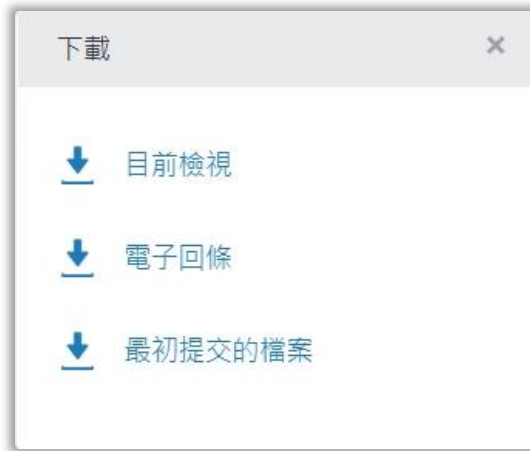 下載
目前檢視
電子回條
最初提交的檔案